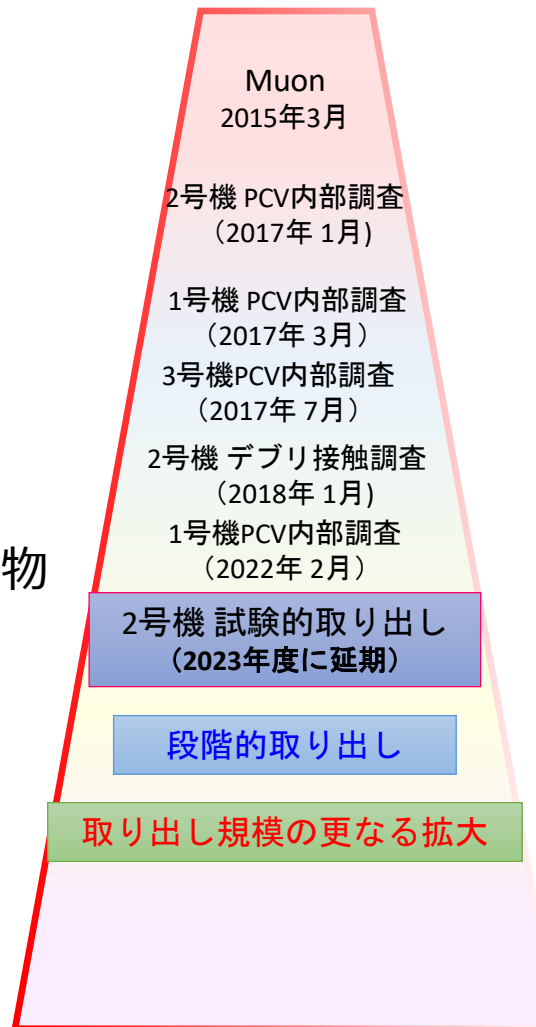 Muon
2015年3月
2号機 PCV内部調査
（2017年 1月)
1号機 PCV内部調査
（2017年 3月）
3号機PCV内部調査
（2017年 7月）
2号機 デブリ接触調査
（2018年 1月)
1号機PCV内部調査
（2022年 2月）
物
2号機 試験的取り出し
（2023年度に延期）
段階的取り出し
取り出し規模の更なる拡大